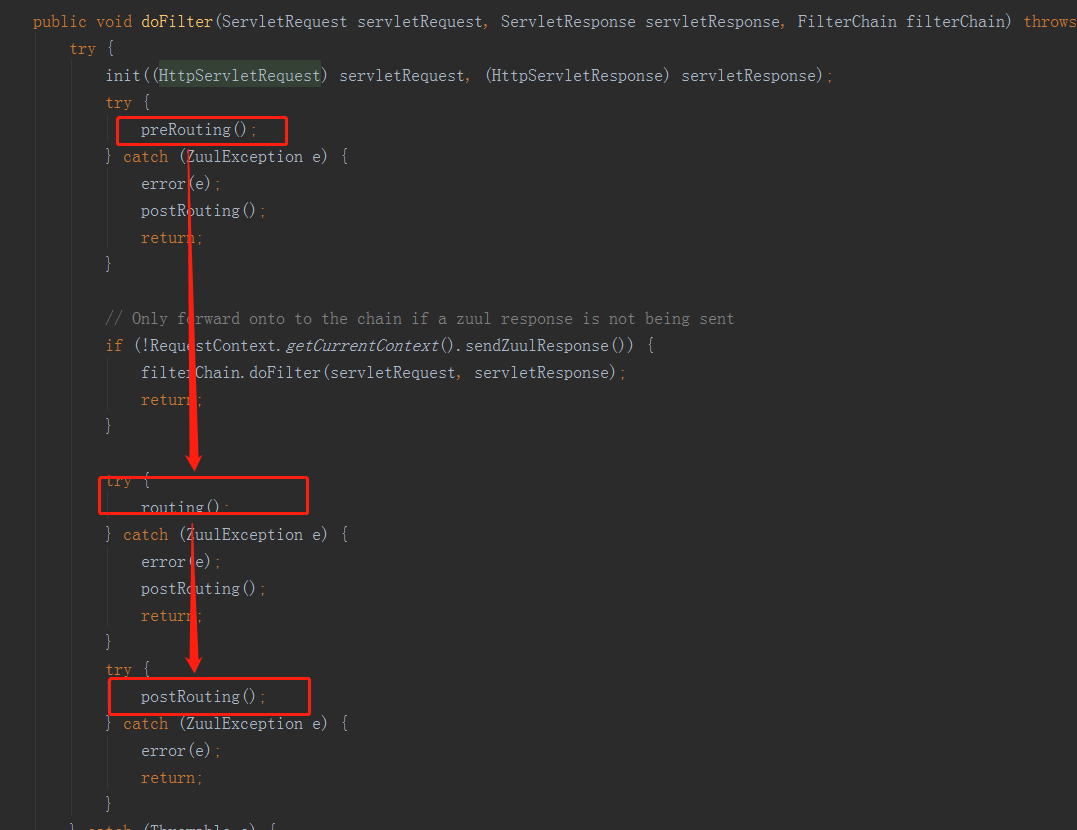 public void doFilter(ServletRequest servletRequest, ServletResponse servletResponse, FilterChain filterChain) throws
try {
init((HttpServletRequest) servletRequest, (HttpServletResponse) servletResponse);
try {
preRouting();
} catch (ZuulException e) {
error(e);
postRouting();
return;
}
// Only forward onto to the chain if a zuul response is not being sent
if (!RequestContext.getCurrentContext().sendZuulResponse()) {
filterChain.doFilter(servletRequest, servletResponse);
return;
}
try {
routing();
} catch (ZuulException e) {
error(e);
postRouting();
return;
}
try {
postRouting();
} catch (ZuulException e) {
error(e);
return;
}
} catch (Throwable e) {